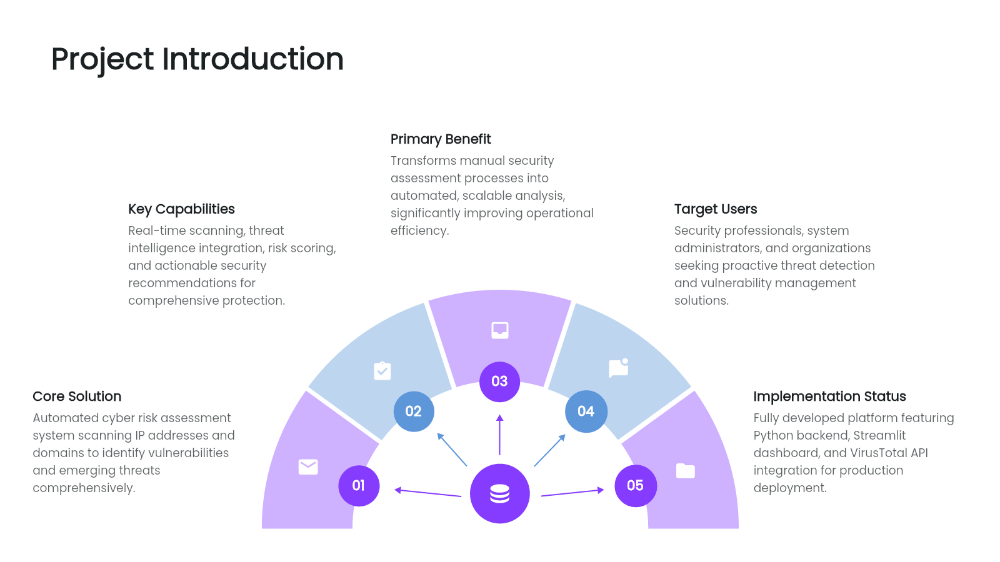 Project Introduction
Primary Benefit
Transforms manual security
assessment processes into
automated, scalable analysis,
significantly improving operational
efficiency.
Key Capabilities
Real-time scanning, threat
intelligence integration, risk scoring,
and actionable security
recommendations for
comprehensive protection.
Target Users
Security professionals, system
administrators, and organizations
seeking proactive threat detection
and vulnerability management
solutions.
Core Solution
Automated cyber risk assessment
system scanning IP addresses and
domains to identify vulnerabilities
and emerging threats
comprehensively.
01
02
03
04
05
Implementation Status
Fully developed platform featuring
Python backend, Streamlit
dashboard, and VirusTotal API
integration for production
deployment.